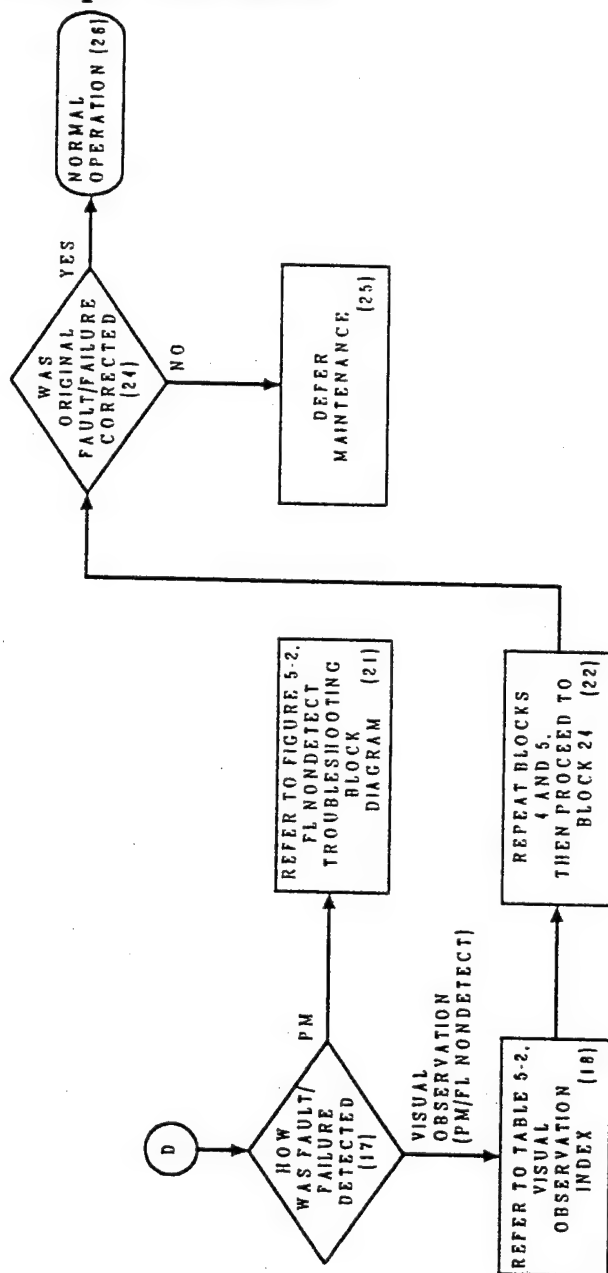 D
HOW
WAS FAULT/
FAILURE
DETECTED
(17)
PM
REFER TO FIGURE 5-2.
FL NONDETECT
TROUBLESHOOTING
BLOCK
DIAGRAM (21)
VISUAL
OBSERVATION
(PM/FL NONDETECT)
REFER TO TABLE 5-2.
VISUAL
OBSERVATION
INDEX (18)
REPEAT BLOCKS
4 AND 5,
THEN PROCEED TO
BLOCK 24 (22)
WAS
ORIGINAL
FAULT/FAILURE
CORRECTED
(24)
YES
NORMAL
OPERATION (26)
NO
DEFER
MAINTENANCE
(25)